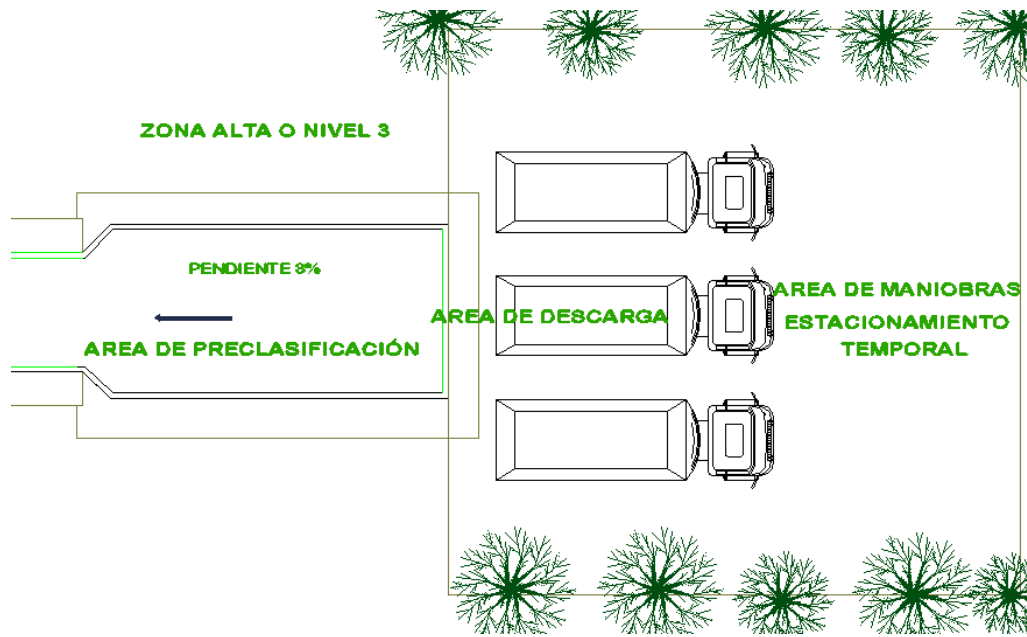 ZONA ALTA O NIVEL 3
PENDIENTE 3%
AREA DE PRECLASIFICACIÓN
AREA DE DESCARGA
AREA DE MANIOBRAS
ESTACIONAMIENTO
TEMPORAL